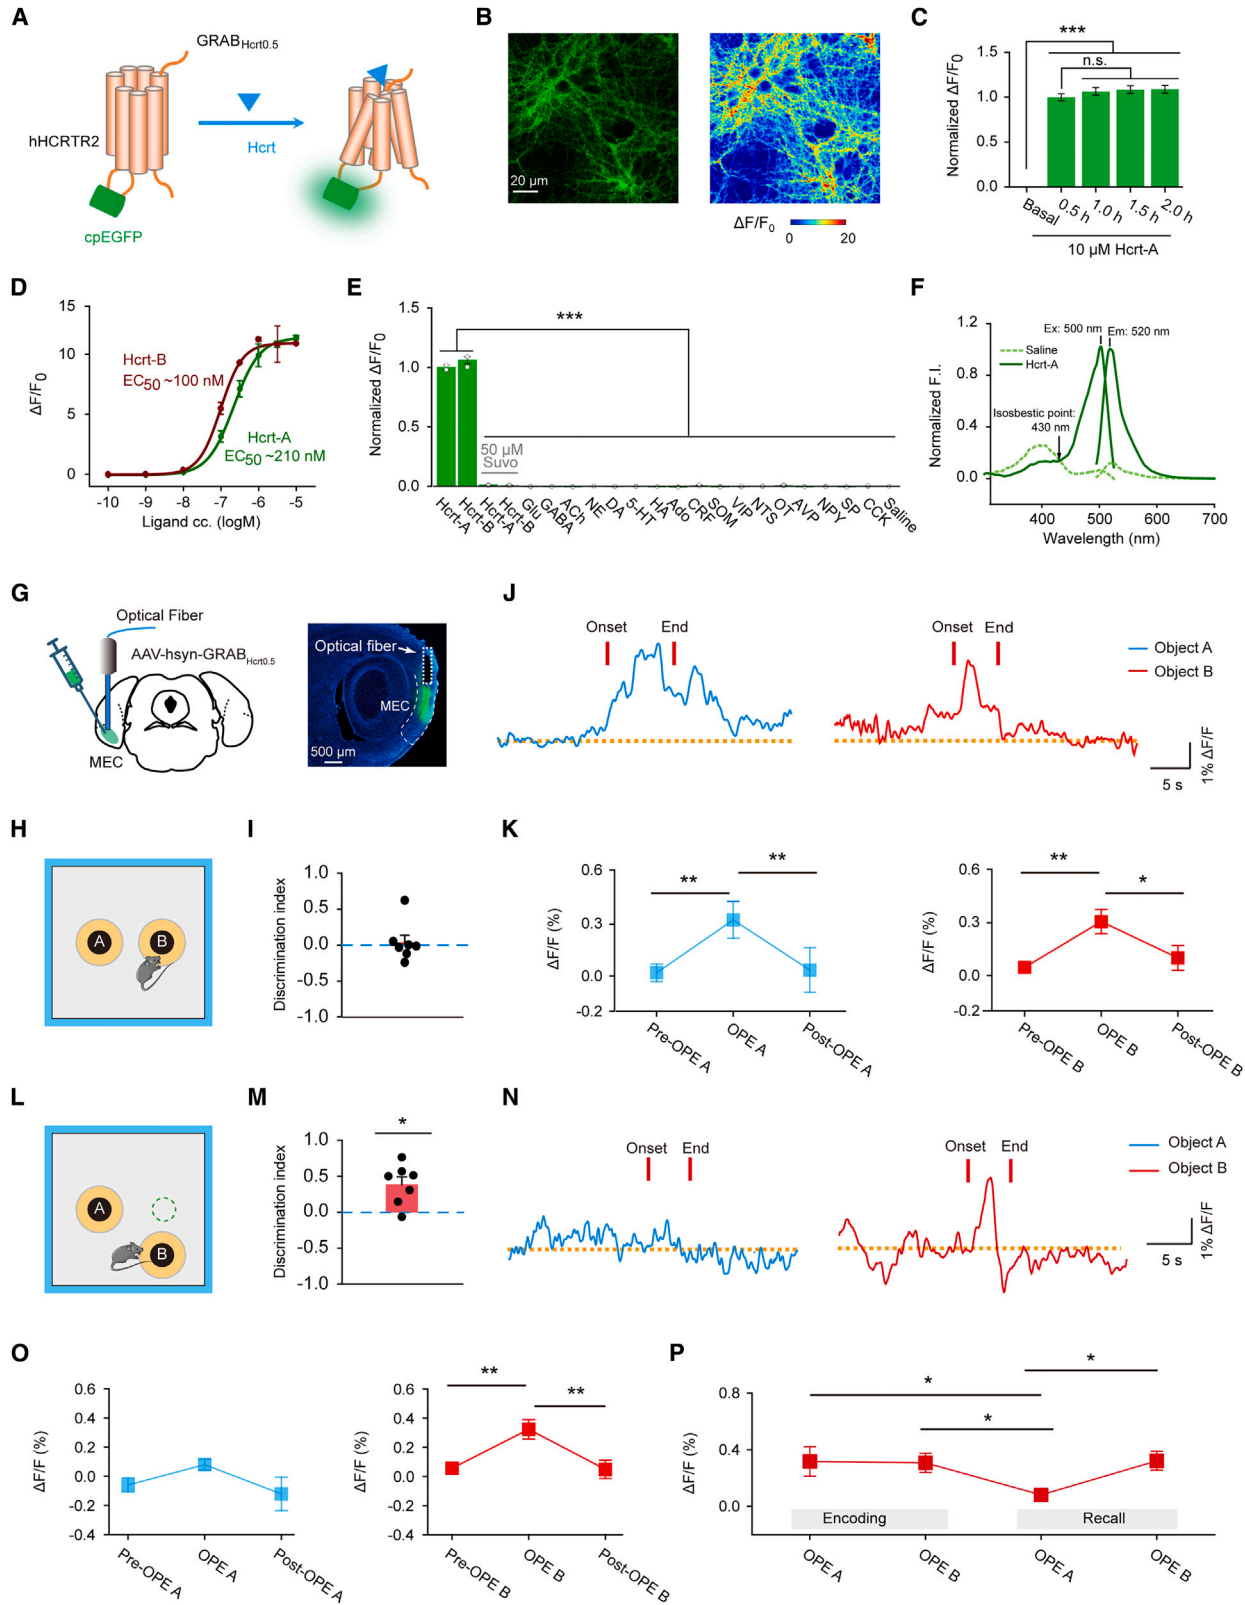 A
GRAB_Hcrt0.5
hHCRTR2
Hcrt
cpEGFP
B
20 μm
ΔF/F₀
0 20
C
***
n.s.
Normalized ΔF/F₀
1.5
1.0
0.5
0.0
Basal 0.5 h 1.0 h 1.5 h 2.0 h
10 μM Hcrt-A
D
ΔF/F₀
15
10
5
0
Hcrt-B
EC50 ~100 nM
Hcrt-A
EC50 ~210 nM
-10 -9 -8 -7 -6 -5
Ligand cc. (logM)
E
Normalized ΔF/F₀
1.5
1.0
0.5
0.0
***
50 μM
Suvo
Hcrt-A Hcrt-B Hcrt-A Hcrt-B Glu GABA ACh NE DA 5-HT HA Ado CRF SOM VIP NTS OT AVP NPY SP CCK Saline
F
Normalized F.I.
1.2
0.8
0.4
0.0
Ex: 500 nm Em: 520 nm
Saline
Hcrt-A
Isosbestic point:
430 nm
400 500 600 700
Wavelength (nm)
G
Optical Fiber
AAV-hsyn-GRAB_Hcrt0.5
MEC
Optical fiber
MEC
500 μm
J
Onset End
Onset End
Object A
Object B
5 s
1% ΔF/F
H
A B
I
Discrimination index
1.0
0.5
0.0
-0.5
-1.0
K
ΔF/F (%)
0.6
0.3
0.0
-0.2
** **
Pre-OPE A OPE A Post-OPE A
ΔF/F (%)
0.6
0.3
0.0
-0.2
** *
Pre-OPE B OPE B Post-OPE B
L
A
B
M
Discrimination index
1.0
0.5
0.0
-0.5
-1.0
*
N
Onset End
Onset End
Object A
Object B
5 s
1% ΔF/F
O
ΔF/F (%)
0.6
0.4
0.2
0.0
-0.2
-0.4
Pre-OPE A OPE A Post-OPE A
ΔF/F (%)
0.6
0.4
0.2
0.0
-0.2
-0.4
** **
Pre-OPE B OPE B Post-OPE B
P
ΔF/F (%)
0.8
0.4
0.0
*
*
*
Encoding Recall
OPE A OPE B OPE A OPE B